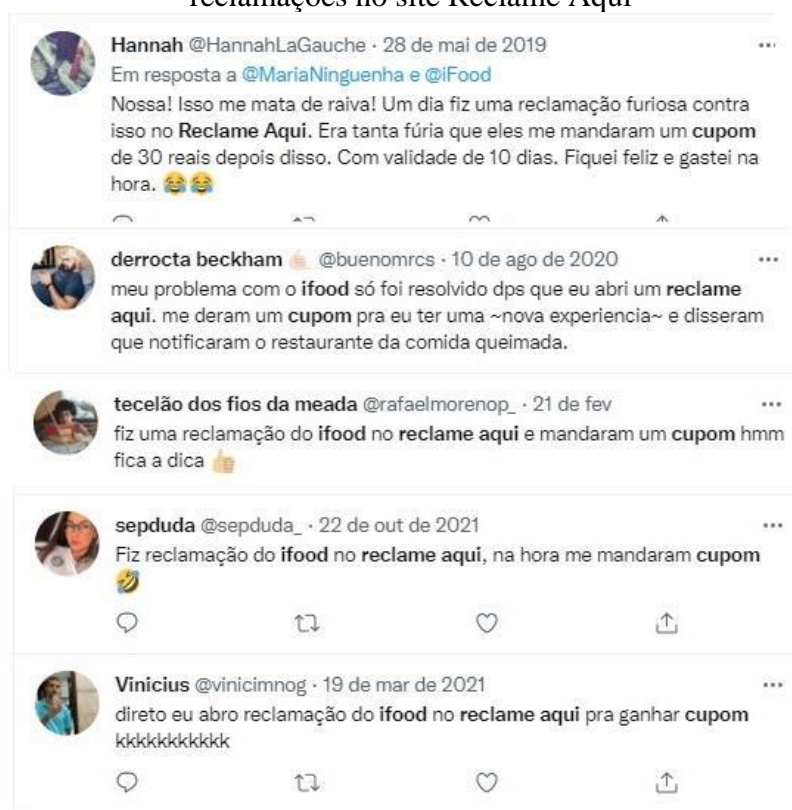 reclamações no site Reclame Aqui
Hannah @HannahLaGauche · 28 de mai de 2019
Em resposta a @MariaNinguenha e @iFood
Nossa! Isso me mata de raiva! Um dia fiz uma reclamação furiosa contra
isso no Reclame Aqui. Era tanta fúria que eles me mandaram um cupom
de 30 reais depois disso. Com validade de 10 dias. Fiquei feliz e gastei na
hora. 😂😂
derrocta beckham 🤙🏻 @buenomrcs · 10 de ago de 2020
meu problema com o ifood só foi resolvido dps que eu abri um reclame
aqui. me deram um cupom pra eu ter uma ~nova experiencia~ e disseram
que notificaram o restaurante da comida queimada.
tecelão dos fios da meada @rafaelmorenop_ · 21 de fev
fiz uma reclamação do ifood no reclame aqui e mandaram um cupom hmm
fica a dica 👍🏼
sepduda @sepduda_ · 22 de out de 2021
Fiz reclamação do ifood no reclame aqui, na hora me mandaram cupom
🤣
Vinicius @vinicimnog · 19 de mar de 2021
direto eu abro reclamação do ifood no reclame aqui pra ganhar cupom
kkkkkkkkkkk